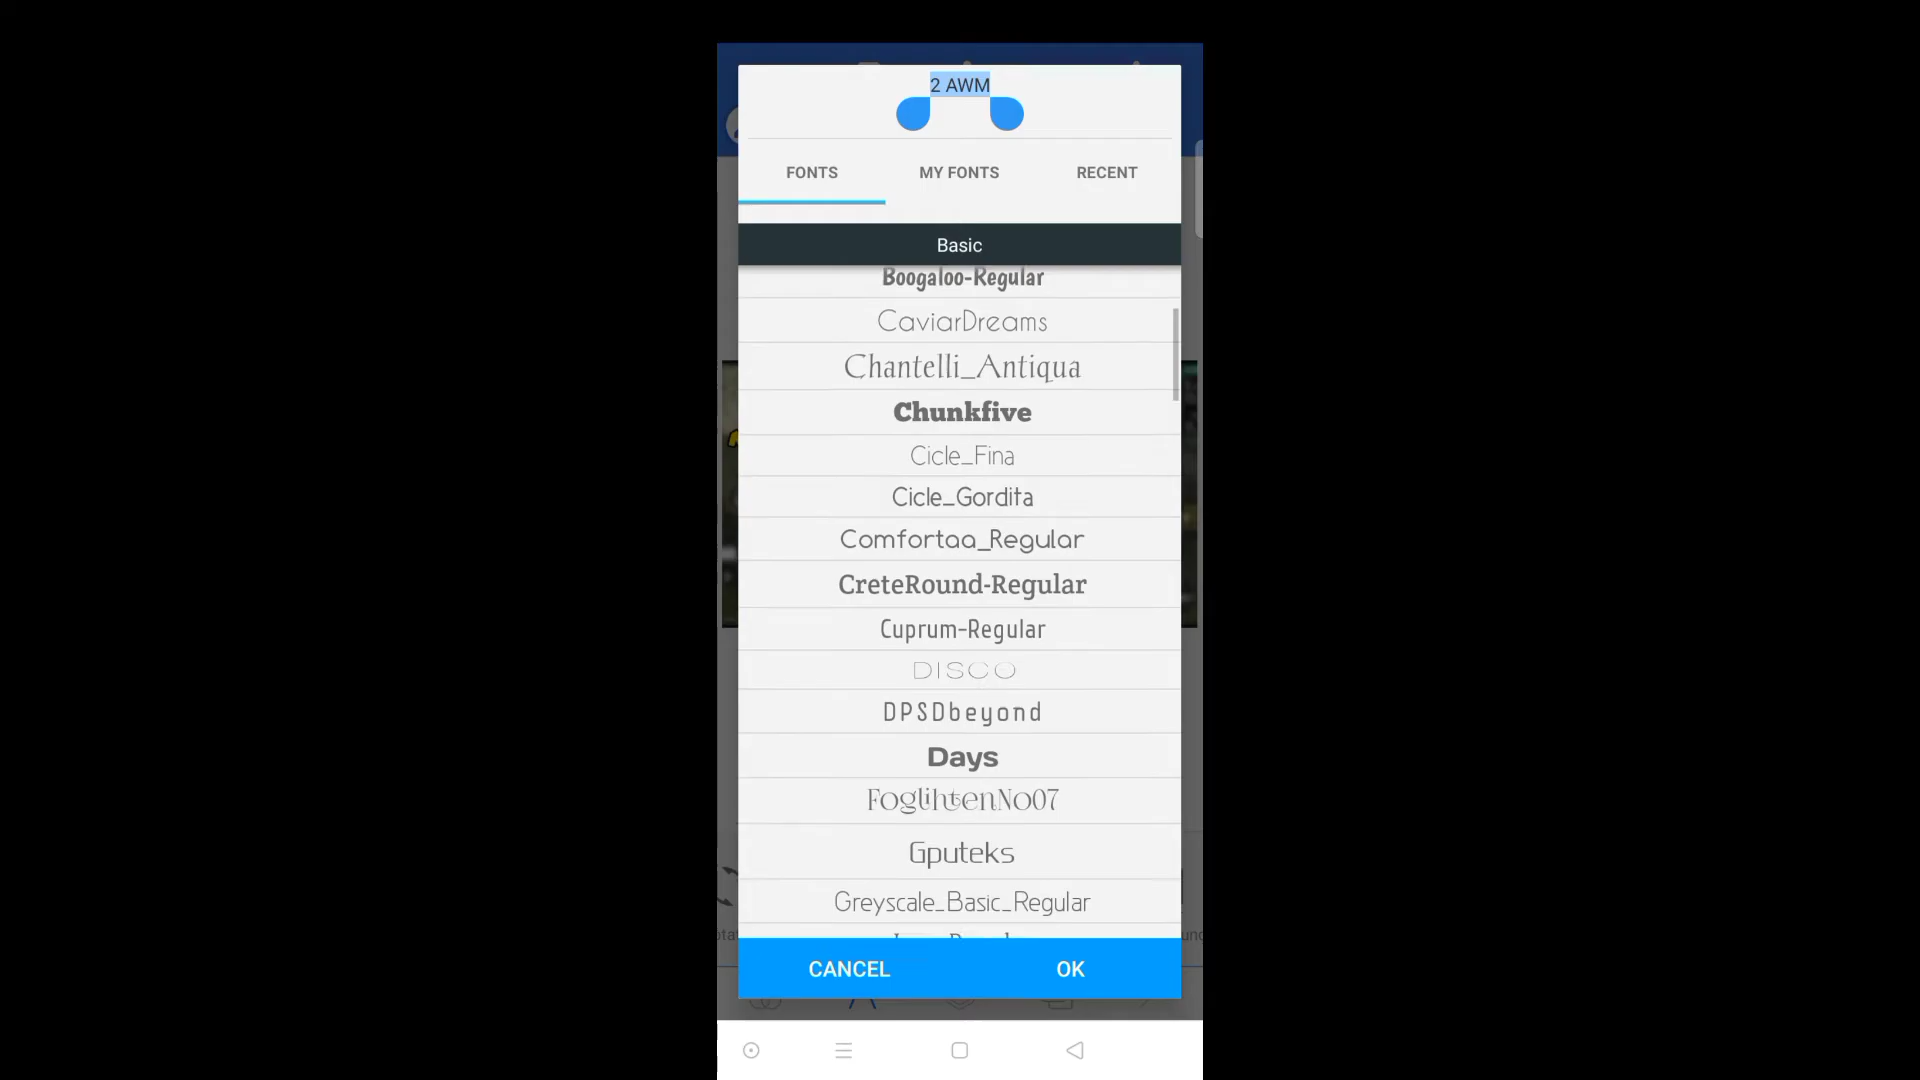 2 AWM
FONTS
MY FONTS
RECENT
Basic
Boogaloo-Regular
CaviarDreams
Chantelli_Antiqua
Chunkfive
Cicle_Fina
Cicle_Gordita
Comfortaa_Regular
CreteRound-Regular
Cuprum-Regular
DISCO
DPSDbeyond
Days
FoglihtenNo07
Gputeks
Greyscale_Basic_Regular
CANCEL
OK